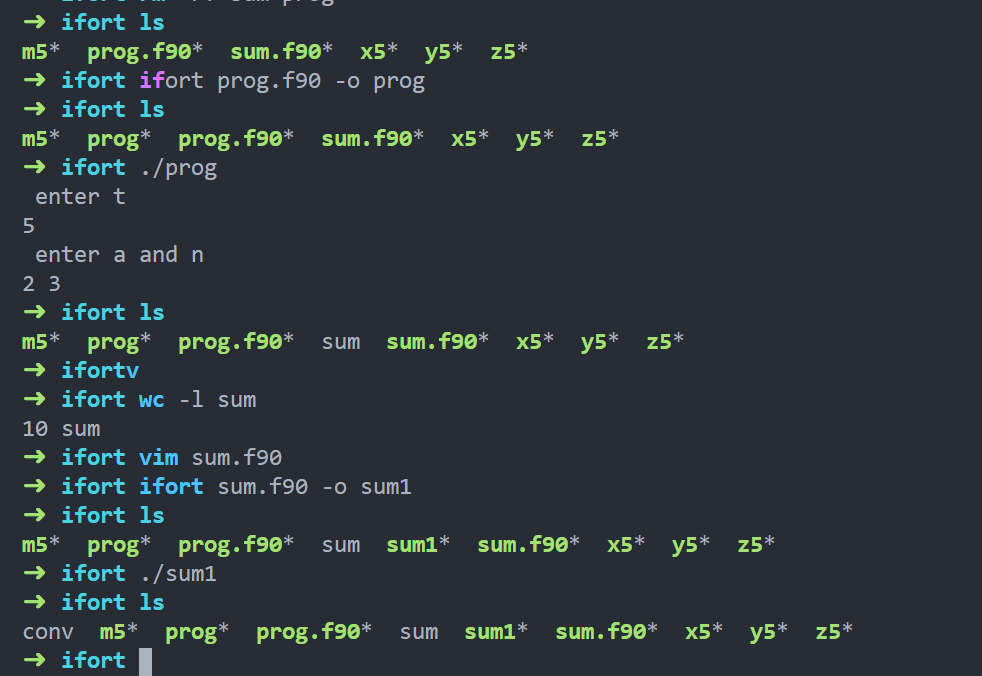 ➜ ifort ls
m5*  prog.f90*  sum.f90*  x5*  y5*  z5*
➜ ifort ifort prog.f90 -o prog
➜ ifort ls
m5*  prog*  prog.f90*  sum.f90*  x5*  y5*  z5*
➜ ifort ./prog
 enter t
5
 enter a and n
2 3
➜ ifort ls
m5*  prog*  prog.f90*  sum  sum.f90*  x5*  y5*  z5*
➜ ifortv
➜ ifort wc -l sum
10 sum
➜ ifort vim sum.f90
➜ ifort ifort sum.f90 -o sum1
➜ ifort ls
m5*  prog*  prog.f90*  sum  sum1*  sum.f90*  x5*  y5*  z5*
➜ ifort ./sum1
➜ ifort ls
conv  m5*  prog*  prog.f90*  sum  sum1*  sum.f90*  x5*  y5*  z5*
➜ ifort